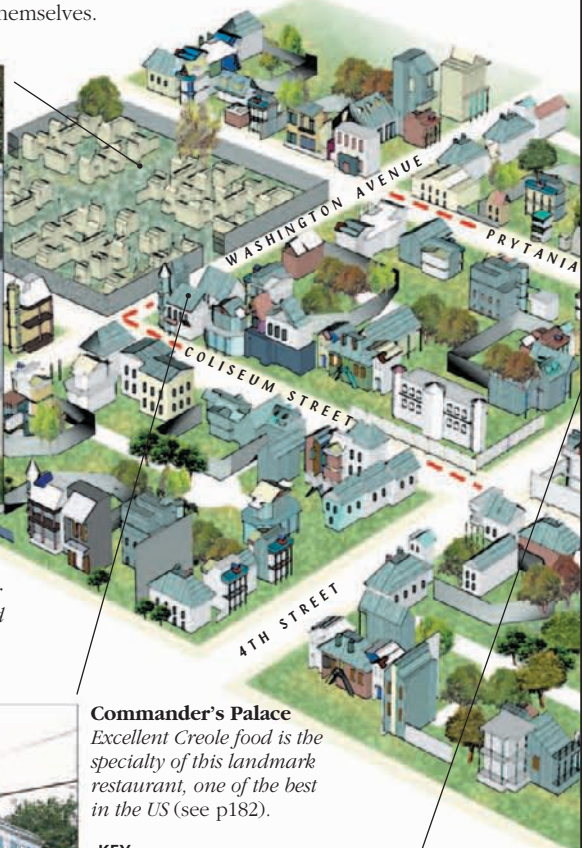 hemselves.
WASHINGTON AVENUE
PRYTANIA
COLISEUM STREET
4TH STREET
Commander's Palace
Excellent Creole food is the
specialty of this landmark
restaurant, one of the best
in the US (see p182).